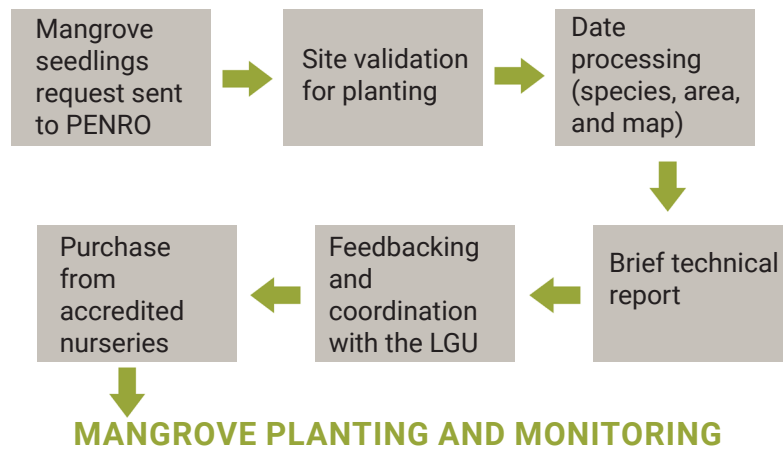 Mangrove
seedlings
request sent
to PENRO
Site validation
for planting
Date
processing
(species, area,
and map)
Brief technical
report
Feedbacking
and
coordination
with the LGU
Purchase
from
accredited
nurseries
MANGROVE PLANTING AND MONITORING